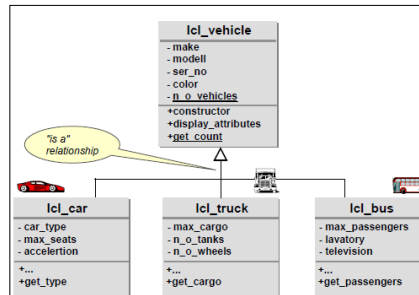 lcl_vehicle
- make
- modell
- ser_no
- color
- n_o_vehicles
+constructor
+display_attributes
+get_count
"is a"
relationship
lcl_car
- car_type
- max_seats
- accelertion
+...
+get_type
lcl_truck
- max_cargo
- n_o_tanks
- n_o_wheels
+...
+get_cargo
lcl_bus
- max_passengers
- lavatory
- television
+...
+get_passengers